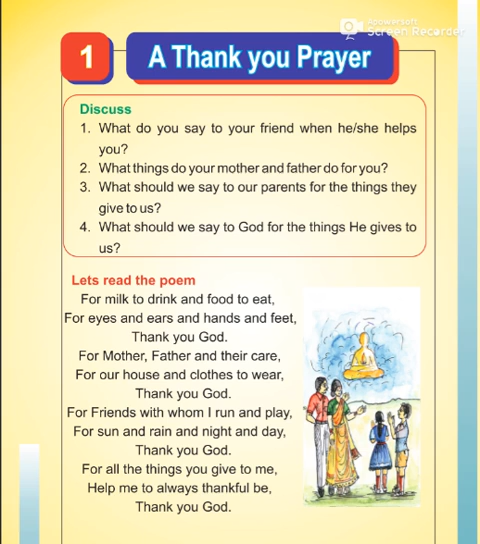 Apowersoft
Screen Recorder
1
A Thank you Prayer
Discuss
1. What do you say to your friend when he/she helps
you?
2. What things do your mother and father do for you?
3. What should we say to our parents for the things they
give to us?
4. What should we say to God for the things He gives to
us?
Lets read the poem
For milk to drink and food to eat,
For eyes and ears and hands and feet,
Thank you God.
For Mother, Father and their care,
For our house and clothes to wear,
Thank you God.
For Friends with whom I run and play,
For sun and rain and night and day,
Thank you God.
For all the things you give to me,
Help me to always thankful be,
Thank you God.